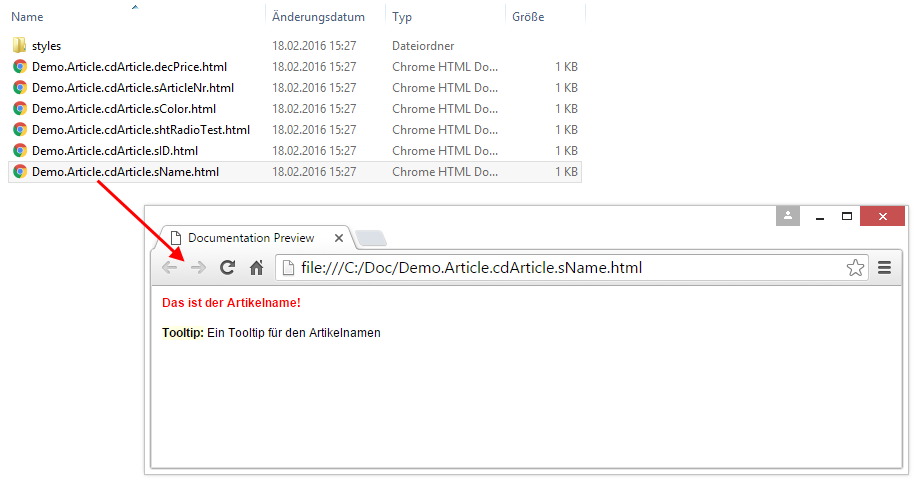 Name Änderungsdatum Typ Größe
styles 18.02.2016 15:27 Dateiordner
Demo.Article.cdArticle.decPrice.html 18.02.2016 15:27 Chrome HTML Do... 1 KB
Demo.Article.cdArticle.sArticleNr.html 18.02.2016 15:27 Chrome HTML Do... 1 KB
Demo.Article.cdArticle.sColor.html 18.02.2016 15:27 Chrome HTML Do... 1 KB
Demo.Article.cdArticle.shtRadioTest.html 18.02.2016 15:27 Chrome HTML Do... 1 KB
Demo.Article.cdArticle.sID.html 18.02.2016 15:27 Chrome HTML Do... 1 KB
Demo.Article.cdArticle.sName.html 18.02.2016 15:27 Chrome HTML Do... 1 KB
Documentation Preview
file:///C:/Doc/Demo.Article.cdArticle.sName.html
Das ist der Artikelname!
Tooltip: Ein Tooltip für den Artikelnamen